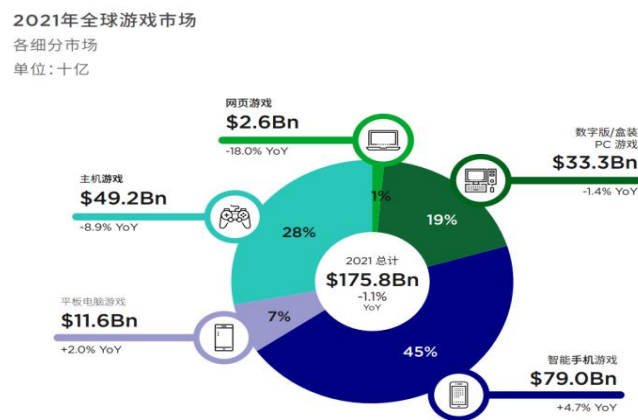 2021年全球游戏市场
各细分市场
单位:十亿
网页游戏
$2.6Bn
-18.0% YoY
数字版/盒装
PC 游戏
$33.3Bn
-1.4% YoY
主机游戏
$49.2Bn
-8.9% YoY
1%
19%
28%
2021 总计
$175.8Bn
-1.1%
YoY
平板电脑游戏
$11.6Bn
+2.0% YoY
7%
45%
智能手机游戏
$79.0Bn
+4.7% YoY